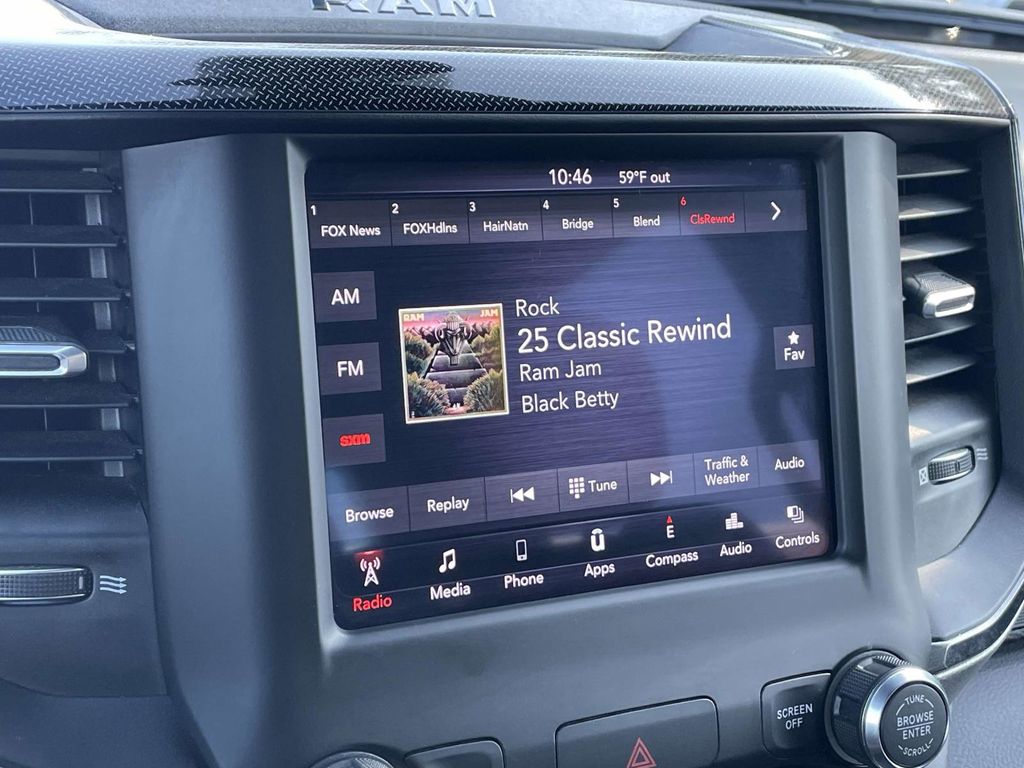 RAM
10:46 59°F out
1 FOX News 2 FOXHdlns 3 HairNatn 4 Bridge 5 Blend 6 ClsRewnd
AM
FM
sxm
RAM JAM
Rock
25 Classic Rewind
Ram Jam
Black Betty
Fav
Browse Replay Tune Traffic & Weather Audio
E
Radio Media Phone Apps Compass Audio Controls
SCREEN
OFF
TUNE
BROWSE
ENTER
SCROLL